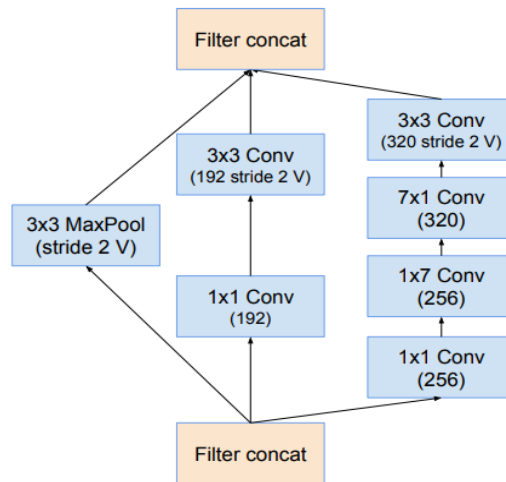 Filter concat
3x3 Conv
(320 stride 2 V)
3x3 Conv
(192 stride 2 V)
7x1 Conv
(320)
3x3 MaxPool
(stride 2 V)
1x7 Conv
(256)
1x1 Conv
(192)
1x1 Conv
(256)
Filter concat